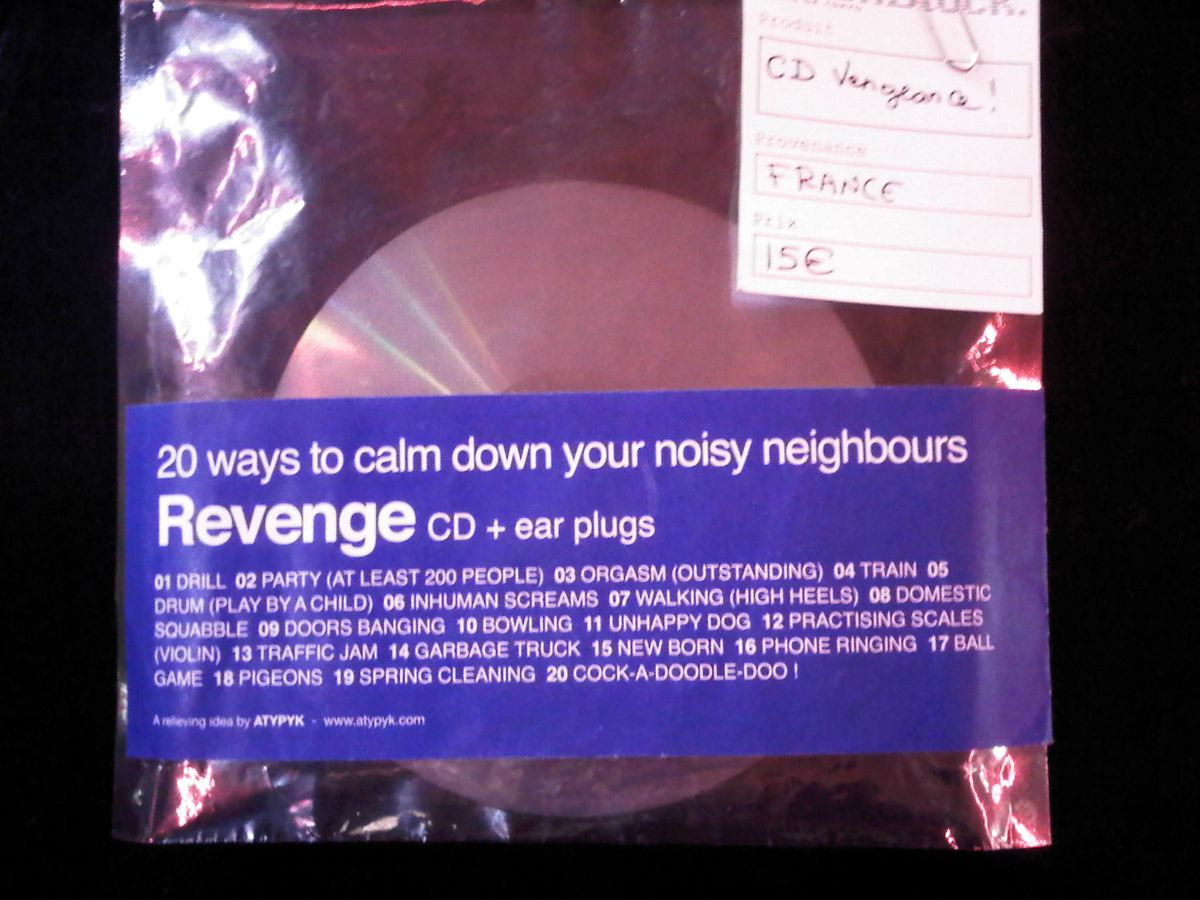 Produit
CD Vengeance!
Provenance
FRANCE
Prix
15€
20 ways to calm down your noisy neighbours
Revenge CD + ear plugs
01 DRILL 02 PARTY (AT LEAST 200 PEOPLE) 03 ORGASM (OUTSTANDING) 04 TRAIN 05
DRUM (PLAY BY A CHILD) 06 INHUMAN SCREAMS 07 WALKING (HIGH HEELS) 08 DOMESTIC
SQUABBLE 09 DOORS BANGING 10 BOWLING 11 UNHAPPY DOG 12 PRACTISING SCALES
(VIOLIN) 13 TRAFFIC JAM 14 GARBAGE TRUCK 15 NEW BORN 16 PHONE RINGING 17 BALL
GAME 18 PIGEONS 19 SPRING CLEANING 20 COCK-A-DOODLE-DOO !
A relieving idea by ATYPYK - www.atypyk.com